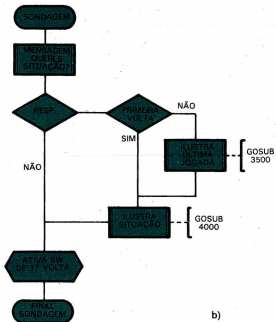 SONDAGEM
MENSAGEM
QUERIS
SITUAÇÃO?
RESP.
PRIMEIRA
VOLTA
NÃO
SIM
ILUSTRA
ÚLTIMA
JOGADA
GOSUB
3500
NÃO
ILUSTRA
SITUAÇÃO
GOSUB
4000
ATIVA SW
DE 1ª VOLTA
FINAL
SONDAGEM
b)